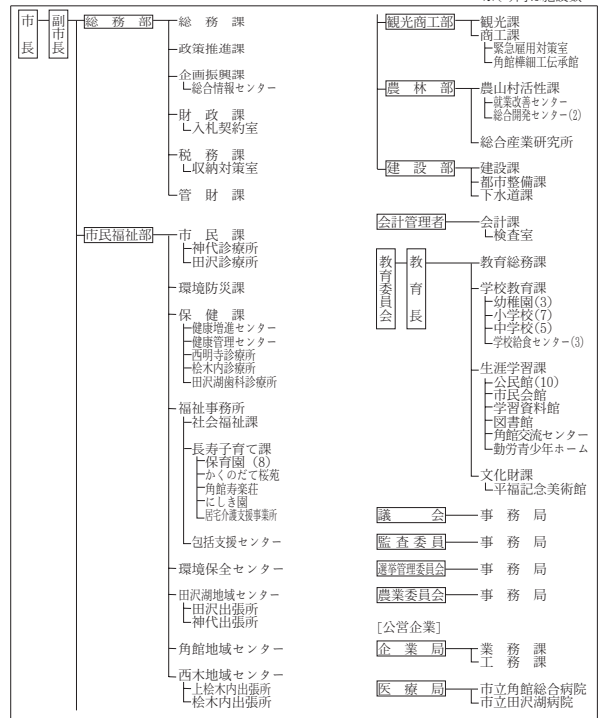 市長
副市長
総務部
総務課
政策推進課
企画振興課
総合情報センター
財政課
入札契約室
税務課
収納対策室
管財課
市民福祉部
市民課
神代診療所
田沢診療所
環境防災課
保健課
健康増進センター
健康管理センター
西明寺診療所
桧木内診療所
田沢湖歯科診療所
福祉事務所
社会福祉課
長寿子育て課
保育園(8)
かくのだて桜苑
角館寿楽荘
にしき園
居宅介護支援事業所
包括支援センター
環境保全センター
田沢湖地域センター
田沢出張所
神代出張所
角館地域センター
西木地域センター
上桧木内出張所
桧木内出張所
観光商工部
観光課
商工課
緊急雇用対策室
角館樺細工伝承館
農林部
農山村活性課
就業改善センター
総合開発センター(2)
総合産業研究所
建設部
建設課
都市整備課
下水道課
会計管理者
会計課
検査室
教育委員会
教育長
教育総務課
学校教育課
幼稚園(3)
小学校(7)
中学校(5)
学校給食センター(3)
生涯学習課
公民館(10)
市民会館
学習資料館
図書館
角館交流センター
勤労青少年ホーム
文化財課
平福記念美術館
議会
事務局
監査委員
事務局
選挙管理委員会
事務局
農業委員会
事務局
[公営企業]
企業局
業務課
工務課
医療局
市立角館総合病院
市立田沢湖病院